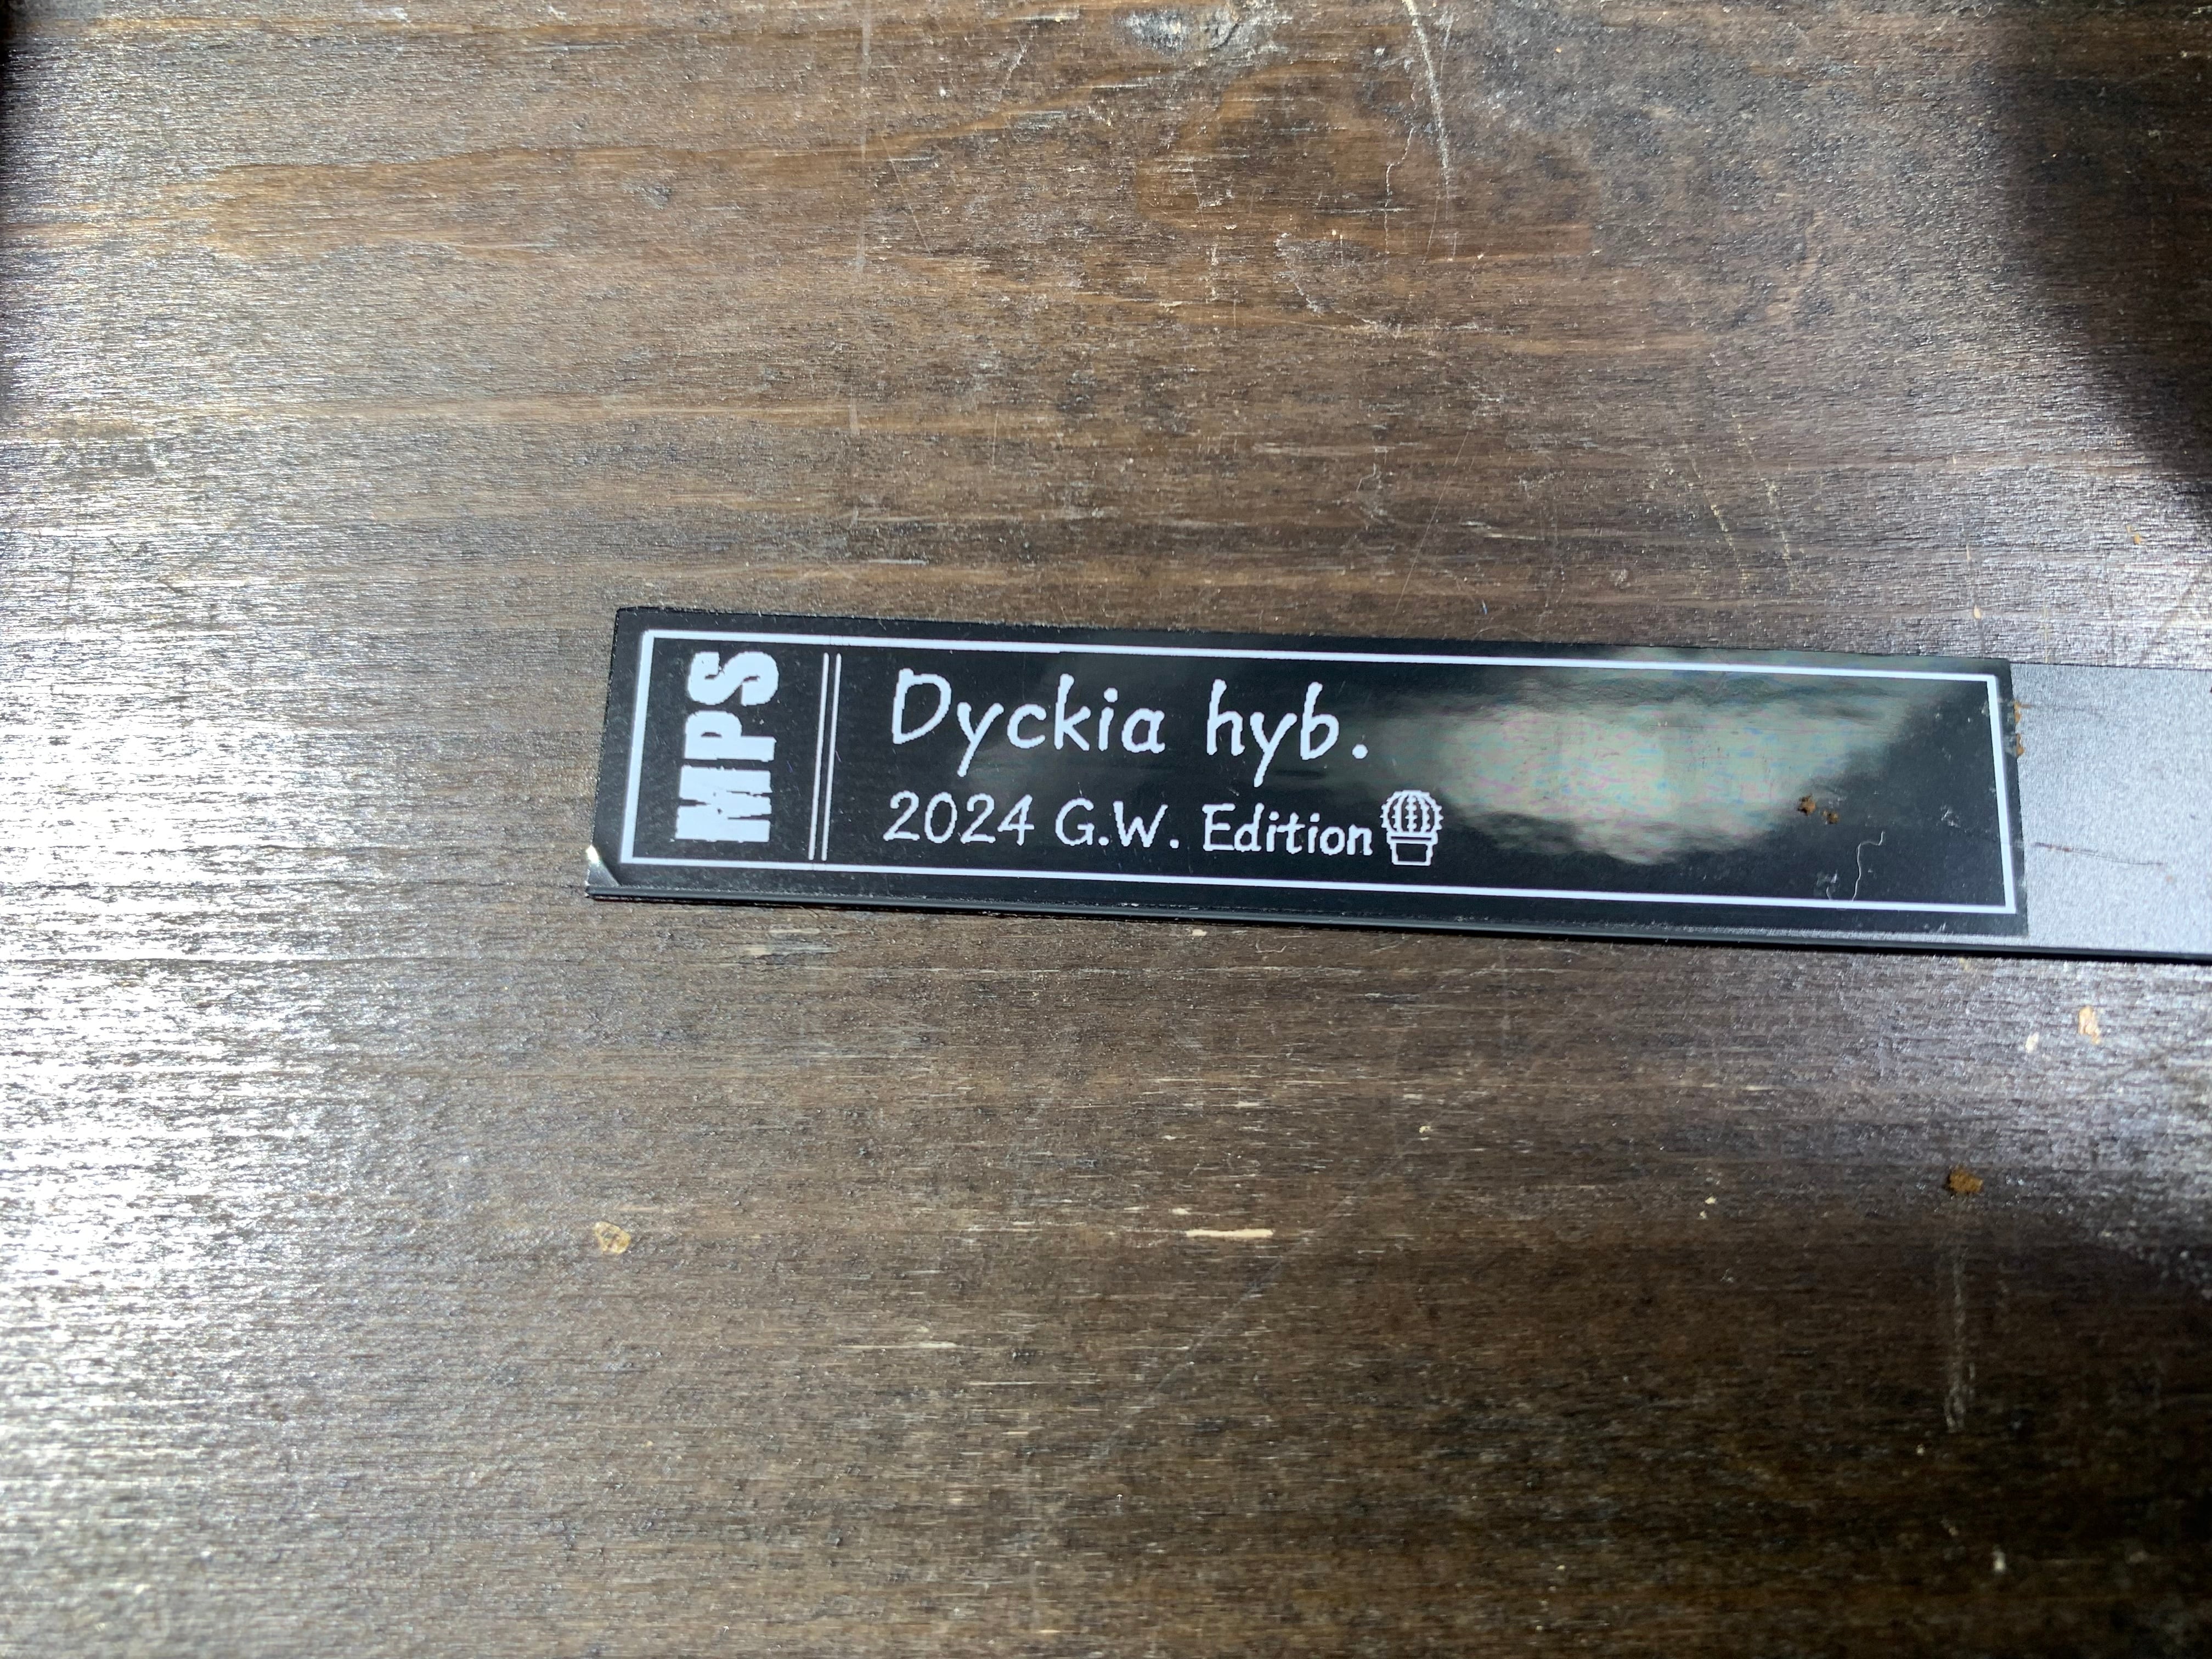 MPS
Dyckia hyb.
2024 G.W. Edition